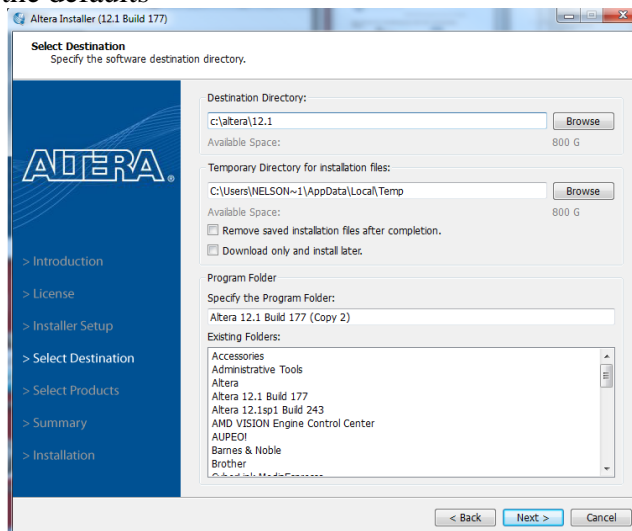 the defaults
Altera Installer (12.1 Build 177)
Select Destination
Specify the software destination directory.
ALTERA®
> Introduction
> License
> Installer Setup
> Select Destination
> Select Products
> Summary
> Installation
Destination Directory:
c:\altera\12.1
Browse
Available Space:
800 G
Temporary Directory for installation files:
C:\Users\NELSON~1\AppData\Local\Temp
Browse
Available Space:
800 G
Remove saved installation files after completion.
Download only and install later.
Program Folder
Specify the Program Folder:
Altera 12.1 Build 177 (Copy 2)
Existing Folders:
Accessories
Administrative Tools
Altera
Altera 12.1 Build 177
Altera 12.1sp1 Build 243
AMD VISION Engine Control Center
AUPEO!
Barnes & Noble
Brother
< Back
Next >
Cancel